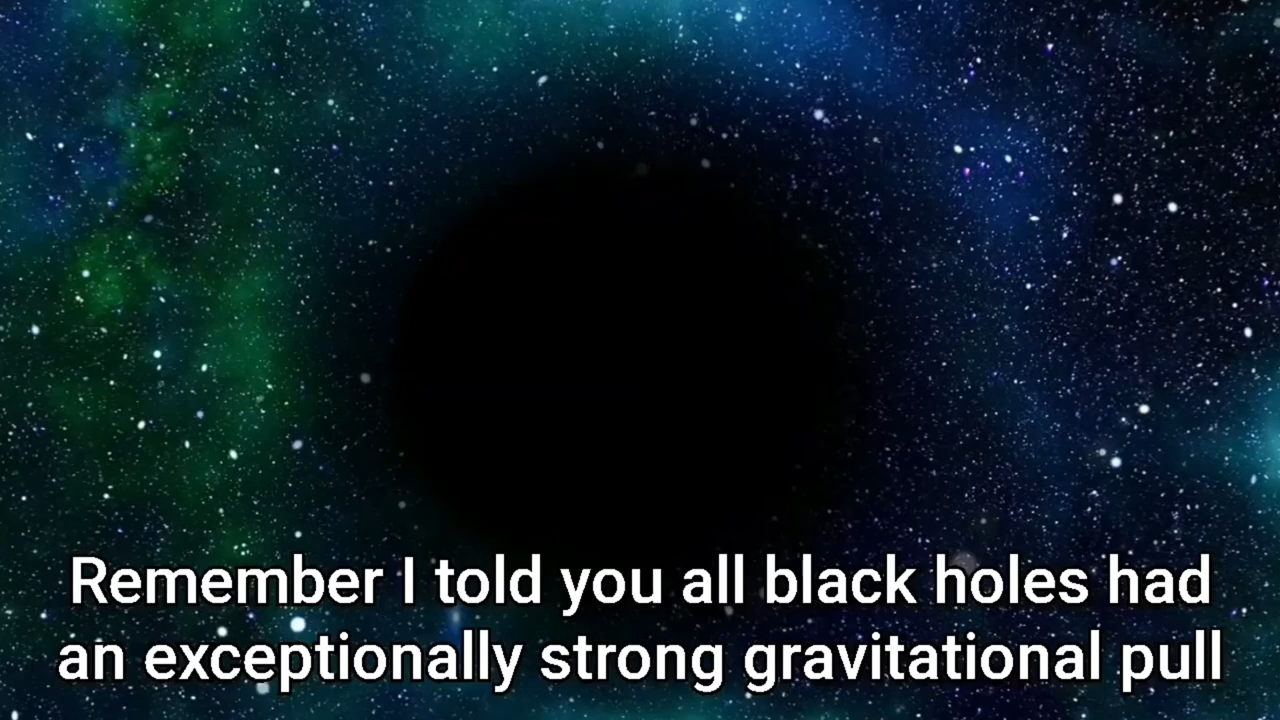 Remember I told you all black holes had
an exceptionally strong gravitational pull